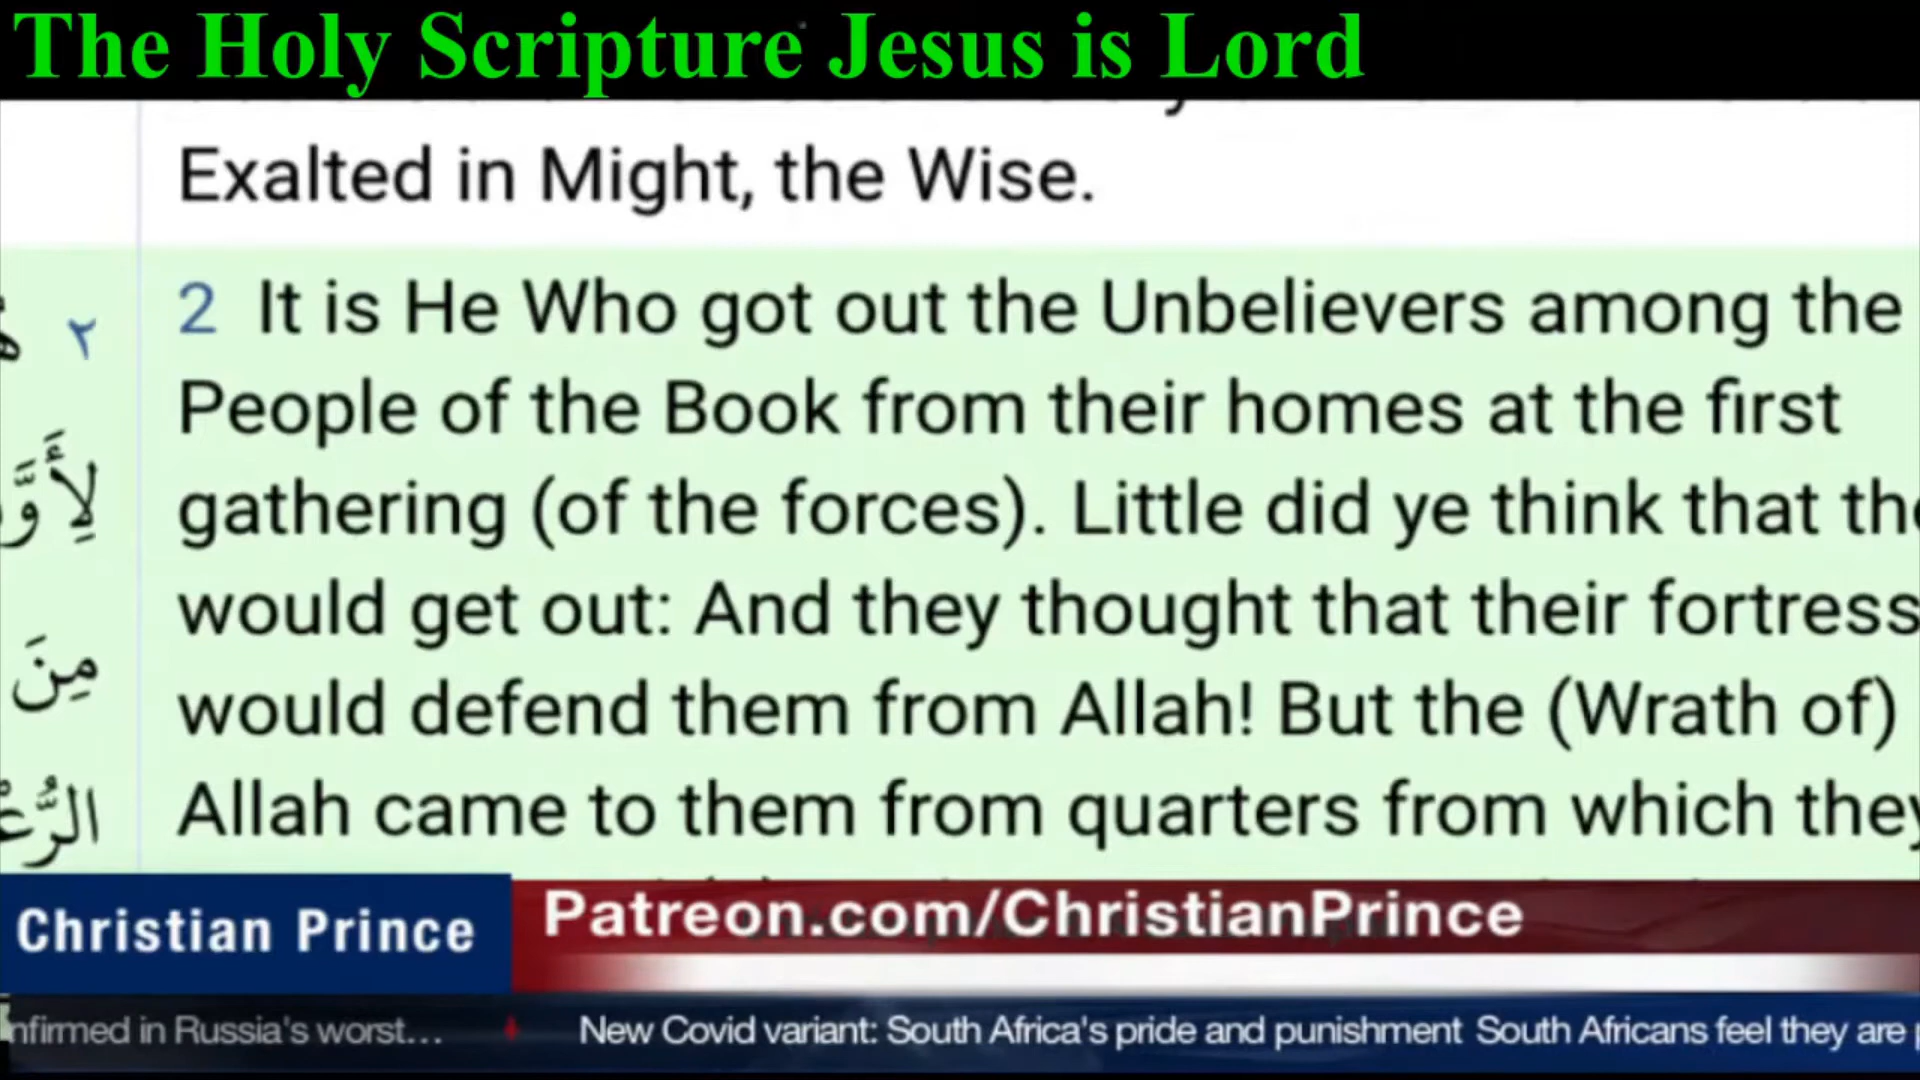 The Holy Scripture Jesus is Lord
Exalted in Might, the Wise.
٢ 2 It is He Who got out the Unbelievers among the
People of the Book from their homes at the first
gathering (of the forces). Little did ye think that
would get out: And they thought that their fortress
مِنَ would defend them from Allah! But the (Wrath of)
Allah came to them from quarters from which they
Christian Prince
Patreon.com/ChristianPrince
nfirmed in Russia's worst... New Covid variant: South Africa's pride and punishment South Africans feel they are